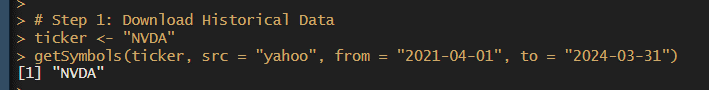 >
> # Step 1: Download Historical Data
> ticker <- "NVDA"
> getSymbols(ticker, src = "yahoo", from = "2021-04-01", to = "2024-03-31")
[1] "NVDA"
>